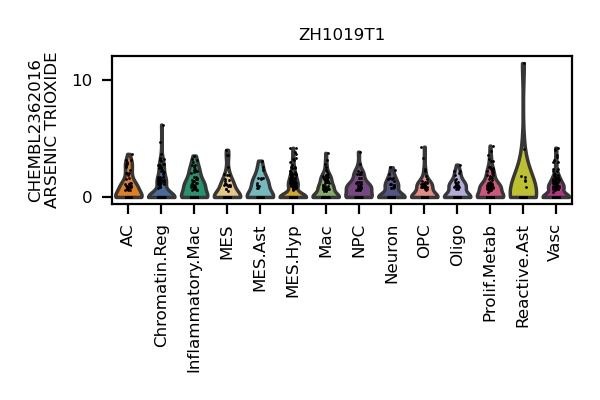 ZH1019T1
CHEMBL2362016
ARSENIC TRIOXIDE
10
0
AC
Chromatin.Reg
Inflammatory.Mac
MES
MES.Ast
MES.Hyp
Mac
NPC
Neuron
OPC
Oligo
Prolif.Metab
Reactive.Ast
Vasc